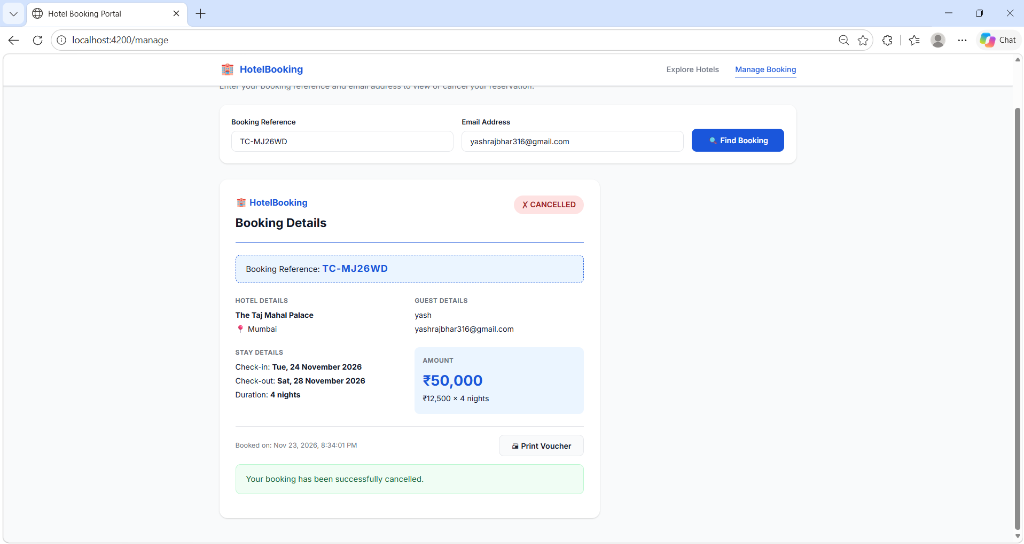 Hotel Booking Portal
localhost:4200/manage
Chat
HotelBooking
Explore Hotels
Manage Booking
Enter your booking reference and email address to view or cancel your reservation.
Booking Reference
Email Address
TC-MJ26WD
yashrajbhar316@gmail.com
Find Booking
HotelBooking
✗ CANCELLED
Booking Details
Booking Reference: TC-MJ26WD
HOTEL DETAILS
The Taj Mahal Palace
Mumbai
GUEST DETAILS
yash
yashrajbhar316@gmail.com
STAY DETAILS
Check-in: Tue, 24 November 2026
Check-out: Sat, 28 November 2026
Duration: 4 nights
AMOUNT
₹50,000
₹12,500 × 4 nights
Booked on: Nov 23, 2026, 8:34:01 PM
Print Voucher
Your booking has been successfully cancelled.